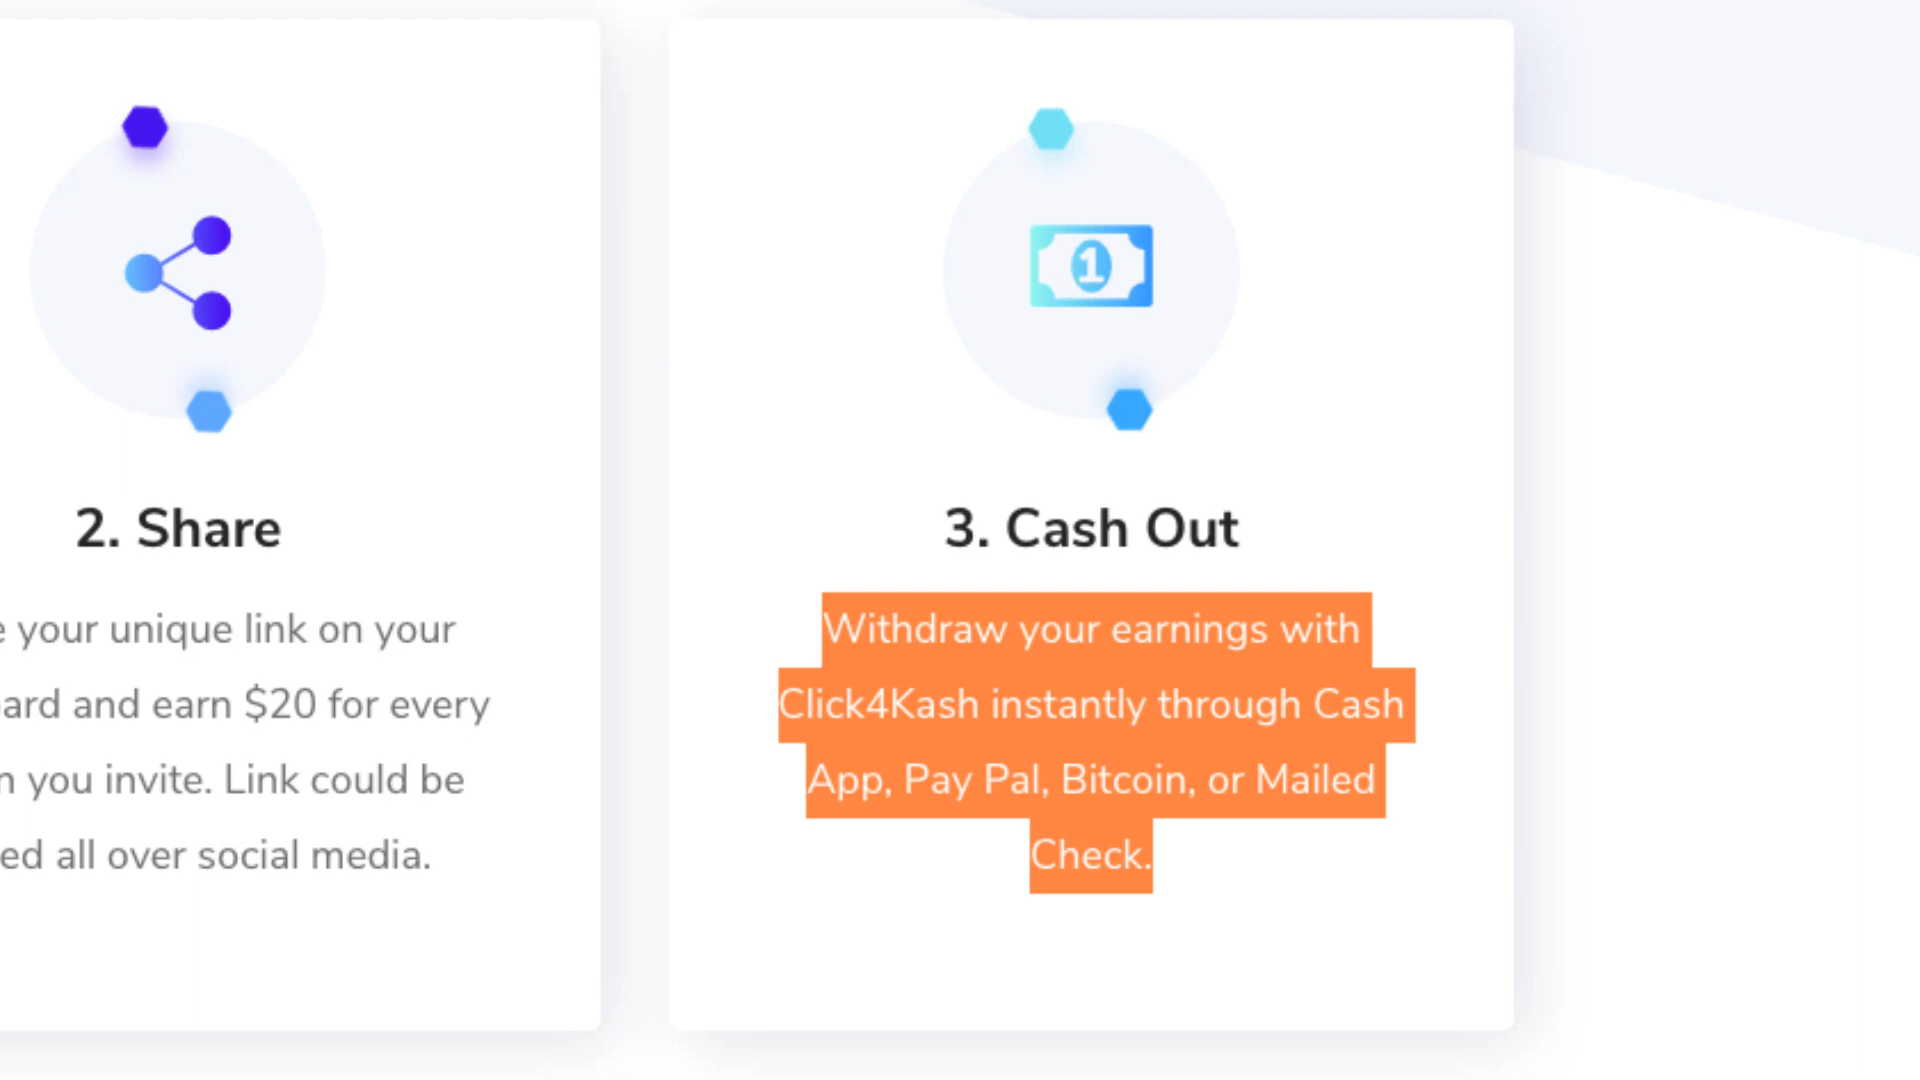 2. Share
your unique link on your
and earn $20 for every
you invite. Link could be
all over social media.
1
3. Cash Out
Withdraw your earnings with
Click4Kash instantly through Cash
App, Pay Pal, Bitcoin, or Mailed
Check.